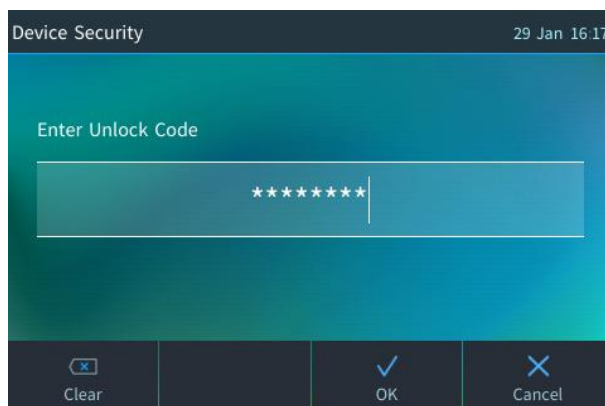 Device Security 29 Jan 16:17
Enter Unlock Code
********
Clear OK Cancel